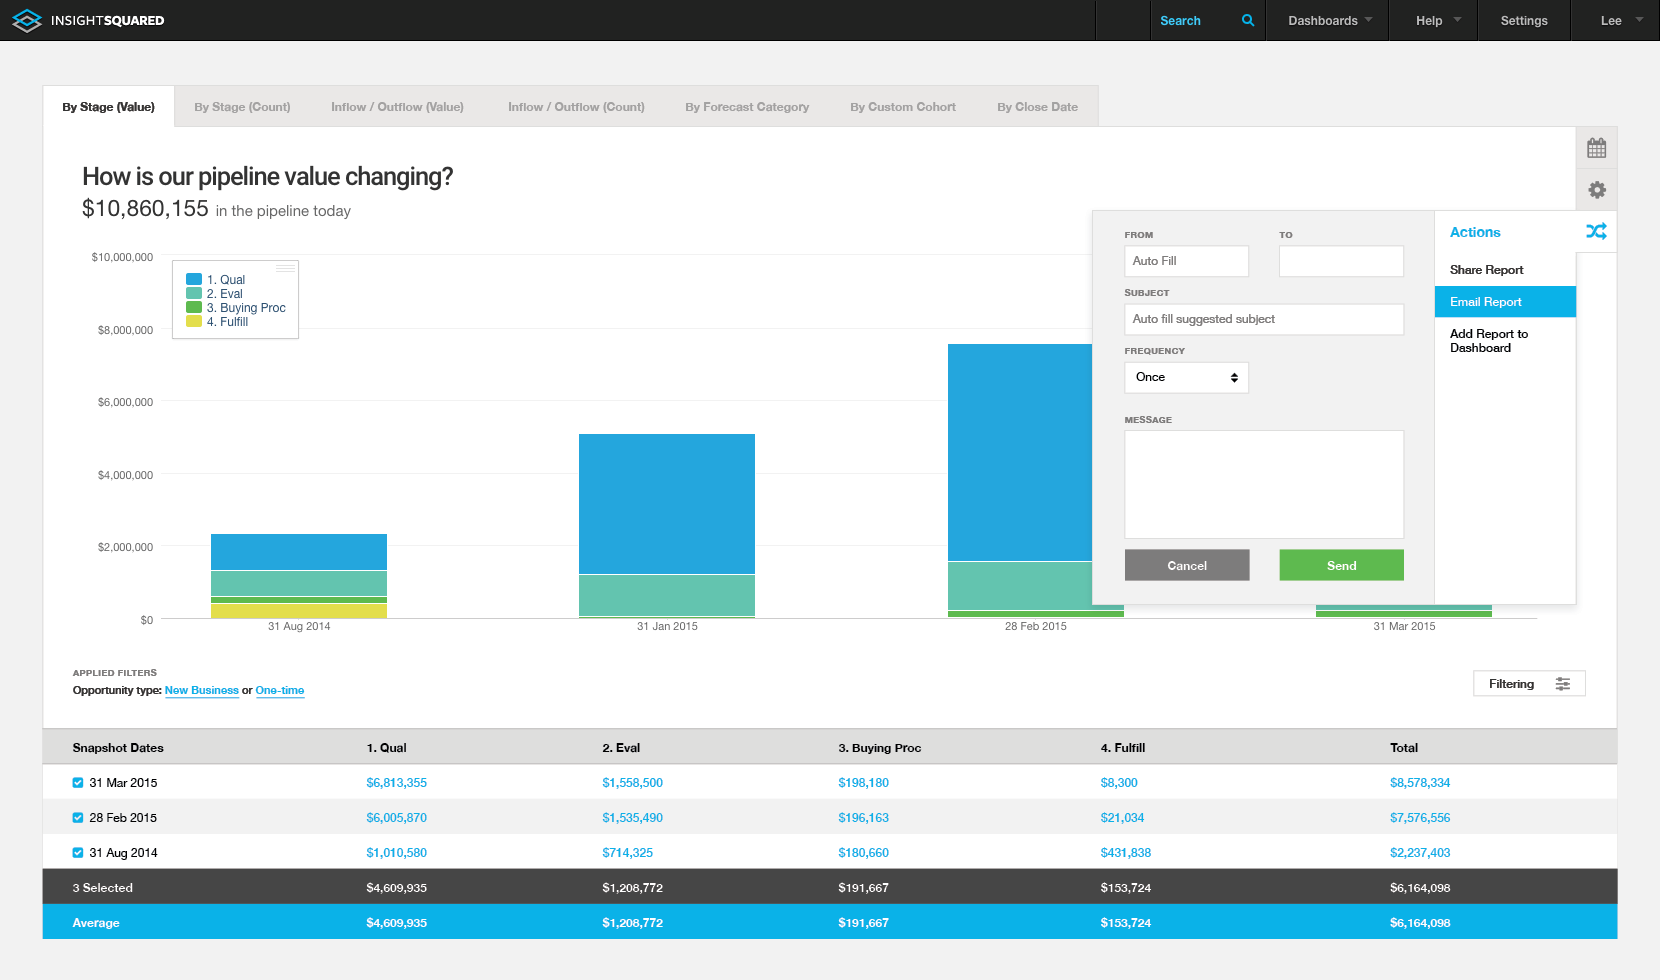 INSIGHTSQUARED
Search
Dashboards
Help
Settings
Lee
By Stage (Value)
By Stage (Count)
Inflow / Outflow (Value)
Inflow / Outflow (Count)
By Forecast Category
By Custom Cohort
By Close Date
How is our pipeline value changing?
$10,860,155 in the pipeline today
$10,000,000
$8,000,000
$6,000,000
$4,000,000
$2,000,000
$0
1. Qual
2. Eval
3. Buying Proc
4. Fulfill
31 Aug 2014
31 Jan 2015
28 Feb 2015
31 Mar 2015
FROM
TO
Auto Fill
SUBJECT
Auto fill suggested subject
FREQUENCY
Once
MESSAGE
Cancel
Send
Actions
Share Report
Email Report
Add Report to
Dashboard
APPLIED FILTERS
Opportunity type: New Business or One-time
Filtering
Snapshot Dates 1. Qual 2. Eval 3. Buying Proc 4. Fulfill Total
31 Mar 2015 $6,813,355 $1,558,500 $198,180 $8,300 $8,578,334
28 Feb 2015 $6,005,870 $1,535,490 $196,163 $21,034 $7,576,556
31 Aug 2014 $1,010,580 $714,325 $180,660 $431,838 $2,237,403
3 Selected $4,609,935 $1,208,772 $191,667 $153,724 $6,164,098
Average $4,609,935 $1,208,772 $191,667 $153,724 $6,164,098